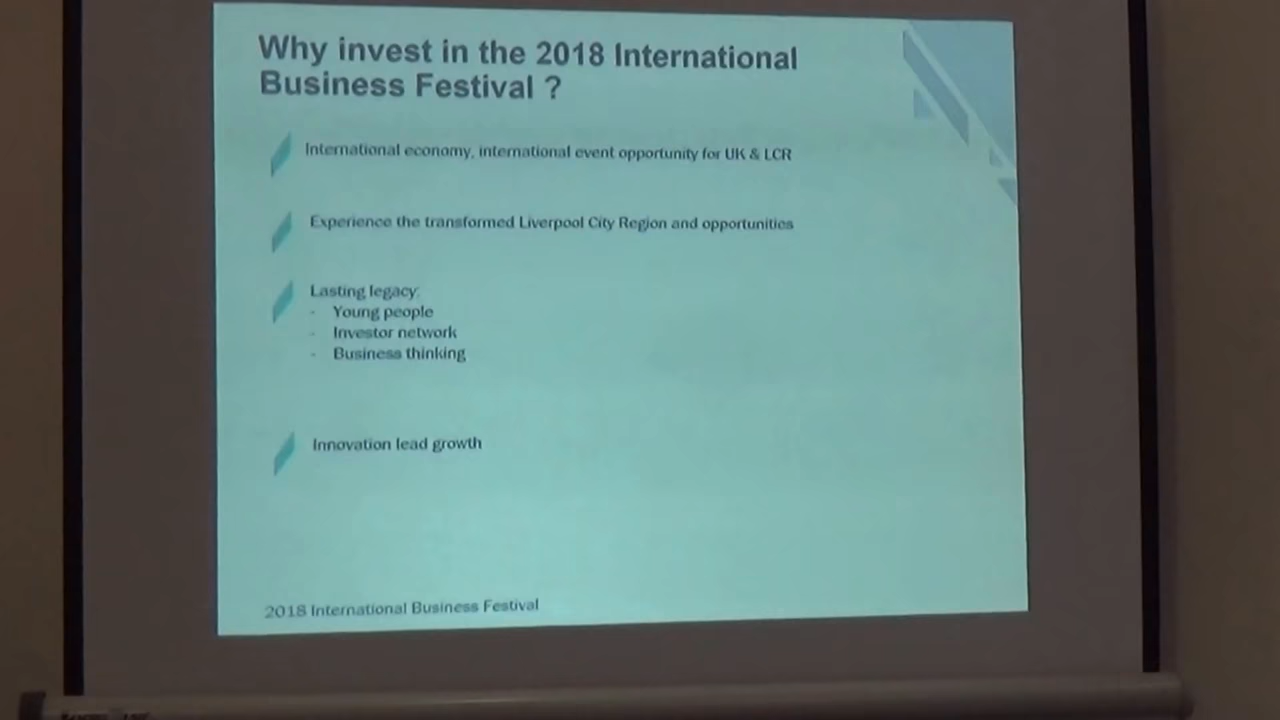 Why invest in the 2018 International
Business Festival ?
International economy, international event opportunity for UK & LCR
Experience the transformed Liverpool City Region and opportunities
Lasting legacy:
- Young people
- Investor network
- Business thinking
Innovation lead growth
2018 International Business Festival